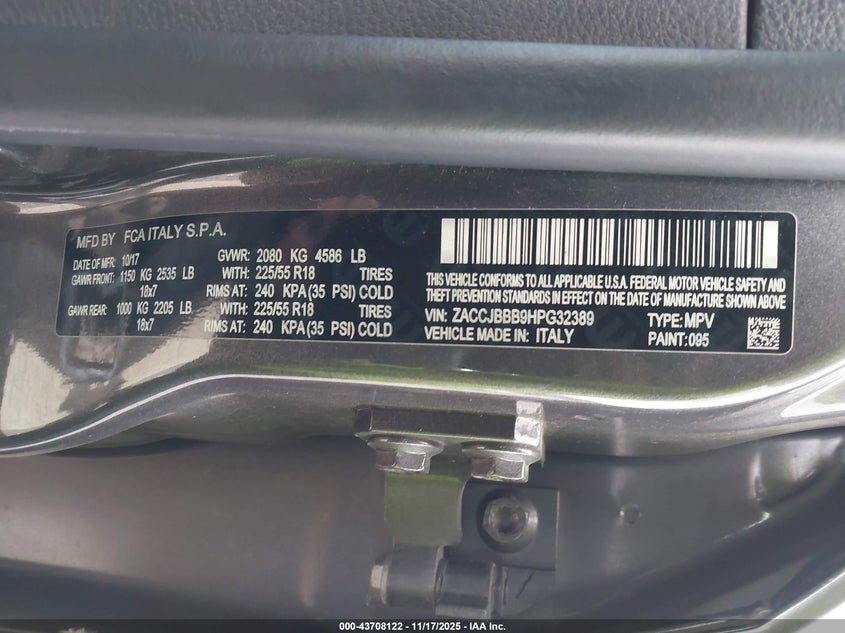 MFD BY FCA ITALY S.P.A.
DATE OF MFR: 10/17 GVWR: 2080 KG 4586 LB
GAWR FRONT: 1150 KG 2535 LB WITH: 225/55 R18 TIRES
18x7 RIMS AT: 240 KPA (35 PSI) COLD
GAWR REAR: 1000 KG 2205 LB WITH: 225/55 R18 TIRES
18x7 RIMS AT: 240 KPA (35 PSI) COLD
THIS VEHICLE CONFORMS TO ALL APPLICABLE U.S.A. FEDERAL MOTOR VEHICLE SAFETY AND
THEFT PREVENTION STANDARDS IN EFFECT ON THE DATE OF MANUFACTURE SHOWN ABOVE.
VIN: ZACCJBBB9HPG32389 TYPE: MPV
VEHICLE MADE IN: ITALY PAINT: 095
000-43708122 - 11/17/2025 - IAA Inc.